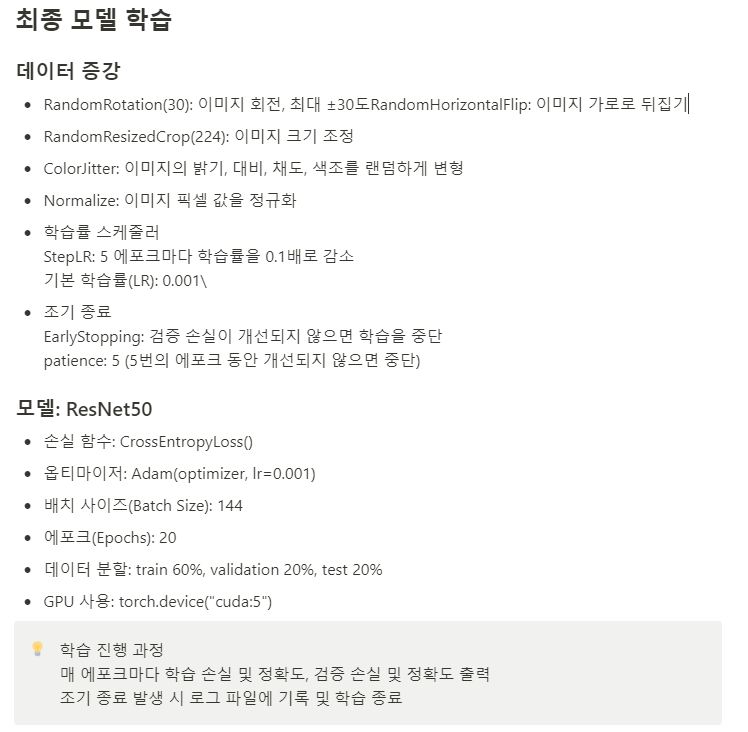 최종 모델 학습
데이터 증강
• RandomRotation(30): 이미지 회전, 최대 ±30도RandomHorizontalFlip: 이미지 가로로 뒤집기
• RandomResizedCrop(224): 이미지 크기 조정
• ColorJitter: 이미지의 밝기, 대비, 채도, 색조를 랜덤하게 변형
• Normalize: 이미지 픽셀 값을 정규화
• 학습률 스케줄러
StepLR: 5 에포크마다 학습률을 0.1배로 감소
기본 학습률(LR): 0.001\
• 조기 종료
EarlyStopping: 검증 손실이 개선되지 않으면 학습을 중단
patience: 5 (5번의 에포크 동안 개선되지 않으면 중단)
모델: ResNet50
• 손실 함수: CrossEntropyLoss()
• 옵티마이저: Adam(optimizer, lr=0.001)
• 배치 사이즈(Batch Size): 144
• 에포크(Epochs): 20
• 데이터 분할: train 60%, validation 20%, test 20%
• GPU 사용: torch.device("cuda:5")
학습 진행 과정
매 에포크마다 학습 손실 및 정확도, 검증 손실 및 정확도 출력
조기 종료 발생 시 로그 파일에 기록 및 학습 종료